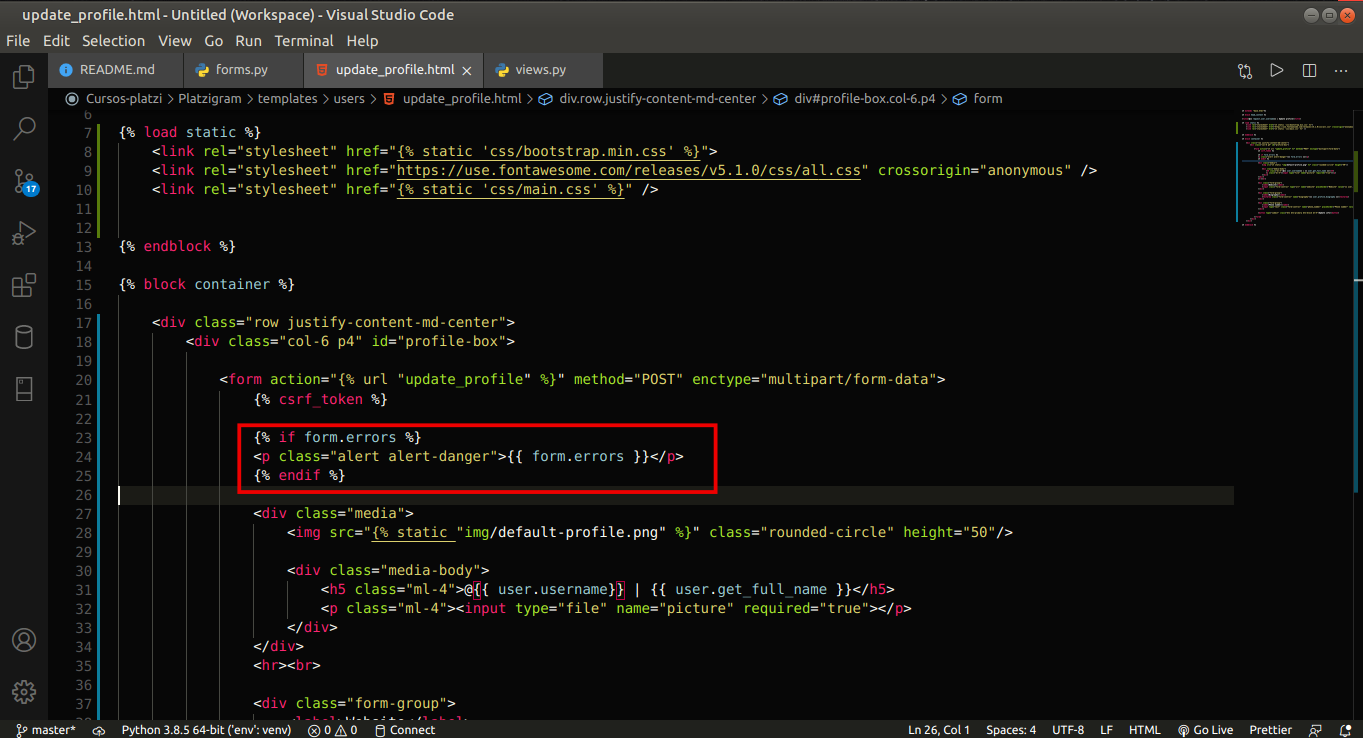 update_profile.html - Untitled (Workspace) - Visual Studio Code
File Edit Selection View Go Run Terminal Help
README.md forms.py update_profile.html views.py
Cursos-platzi > Platzigram > templates > users > update_profile.html > div.row.justify-content-md-center > div#profile-box.col-6.p4 > form
6
7 {% load static %}
8 <link rel="stylesheet" href="{% static 'css/bootstrap.min.css' %}">
9 <link rel="stylesheet" href="https://use.fontawesome.com/releases/v5.1.0/css/all.css" crossorigin="anonymous" />
10 <link rel="stylesheet" href="{% static 'css/main.css' %}" />
11
12
13 {% endblock %}
14
15 {% block container %}
16
17 <div class="row justify-content-md-center">
18 <div class="col-6 p4" id="profile-box">
19
20 <form action="{% url "update_profile" %}" method="POST" enctype="multipart/form-data">
21 {% csrf_token %}
22
23 {% if form.errors %}
24 <p class="alert alert-danger">{{ form.errors }}</p>
25 {% endif %}
26
27 <div class="media">
28 <img src="{% static "img/default-profile.png" %}" class="rounded-circle" height="50"/>
29
30 <div class="media-body">
31 <h5 class="ml-4">@{{ user.username}} | {{ user.get_full_name }}</h5>
32 <p class="ml-4"><input type="file" name="picture" required="true"></p>
33 </div>
34 </div>
35 <hr><br>
36
37 <div class="form-group">
38 <label>Website</label>
17
master* Python 3.8.5 64-bit ('env': venv) 0 0 Connect Ln 26, Col 1 Spaces: 4 UTF-8 LF HTML Go Live Prettier